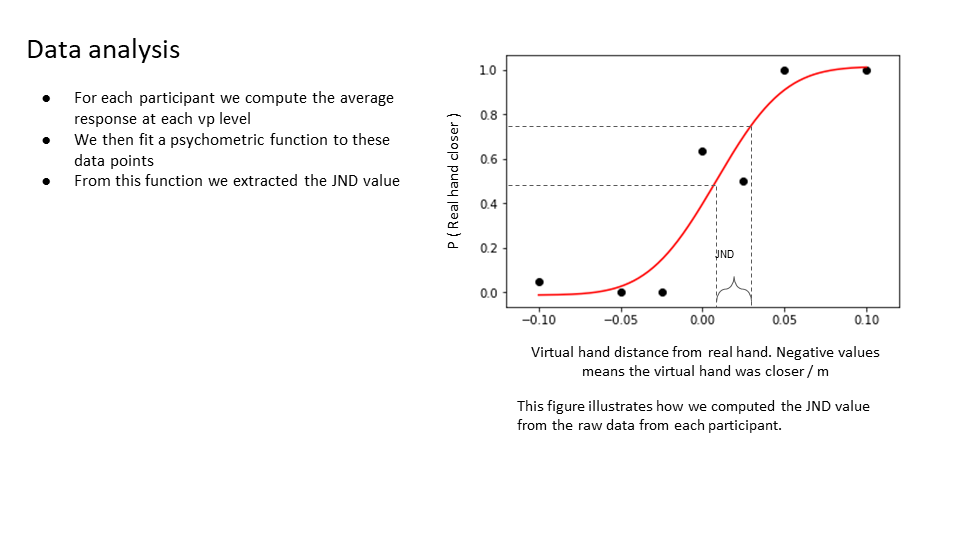 Data analysis
● For each participant we compute the average
response at each vp level
● We then fit a psychometric function to these
data points
● From this function we extracted the JND value
P ( Real hand closer )
1.0
0.8
0.6
0.4
0.2
0.0
JND
−0.10 −0.05 0.00 0.05 0.10
Virtual hand distance from real hand. Negative values
means the virtual hand was closer / m
This figure illustrates how we computed the JND value
from the raw data from each participant.